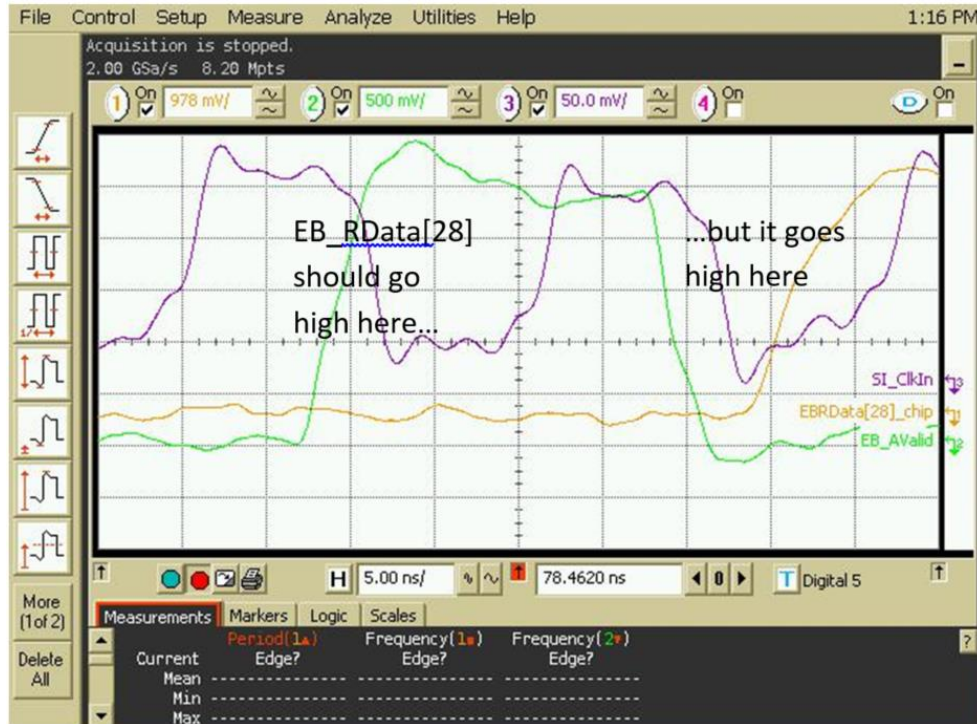 File Control Setup Measure Analyze Utilities Help 1:16 PM
Acquisition is stopped.
2.00 GSa/s 8.20 Mpts
1 On 978 mV/ 2 On 500 mV/ 3 On 50.0 mV/ 4 On D On
EB_RData[28]
should go
high here...
...but it goes
high here
SI_ClkIn
EBRData[28]_chip
EB_AValid
H 5.00 ns/ 78.4620 ns 0 T Digital 5
More
(1 of 2)
Delete
All
Measurements Markers Logic Scales
Period(1▲) Frequency(1■) Frequency(2▼) ?
Current Edge? Edge? Edge?
Mean --------------- --------------- ---------------
Min --------------- --------------- ---------------
Max --------------- --------------- ---------------